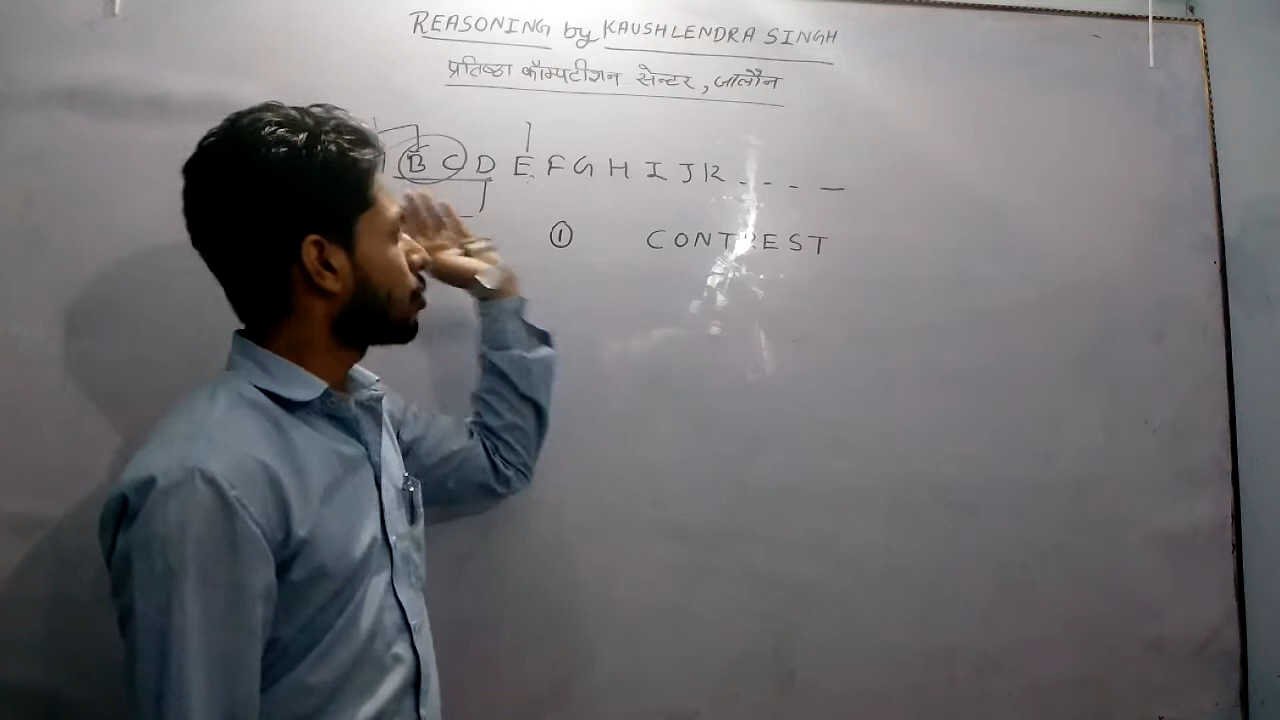 REASONING by KAUSHLENDRA SINGH
प्रतिष्ठा कॉम्पटीशन सेन्टर, जालौन
B C D E F G H I J K - - - -
① CONTREST